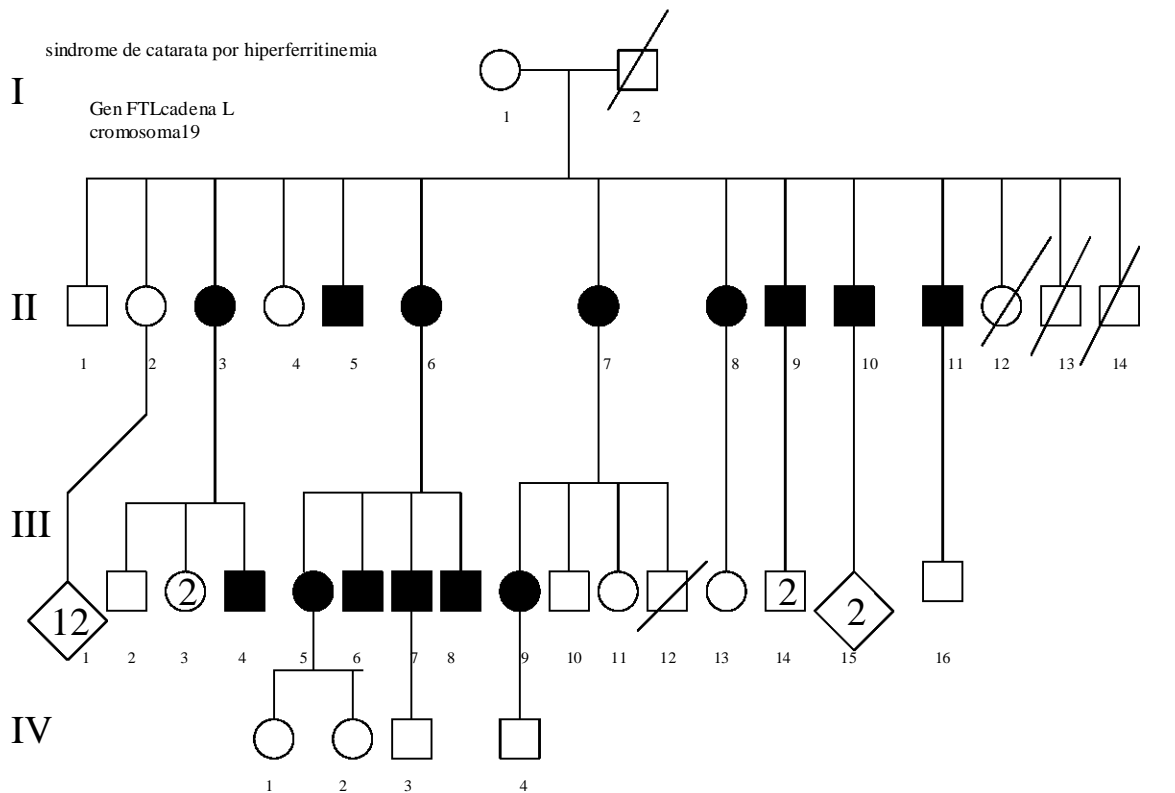 sindrome de catarata por hiperferritinemia
I
Gen FTLcadena L
cromosoma19
1 2
II
1 2 3 4 5 6 7 8 9 10 11 12 13 14
III
2 2
12 2
1 2 3 4 5 6 7 8 9 10 11 12 13 14 15 16
IV
1 2 3 4